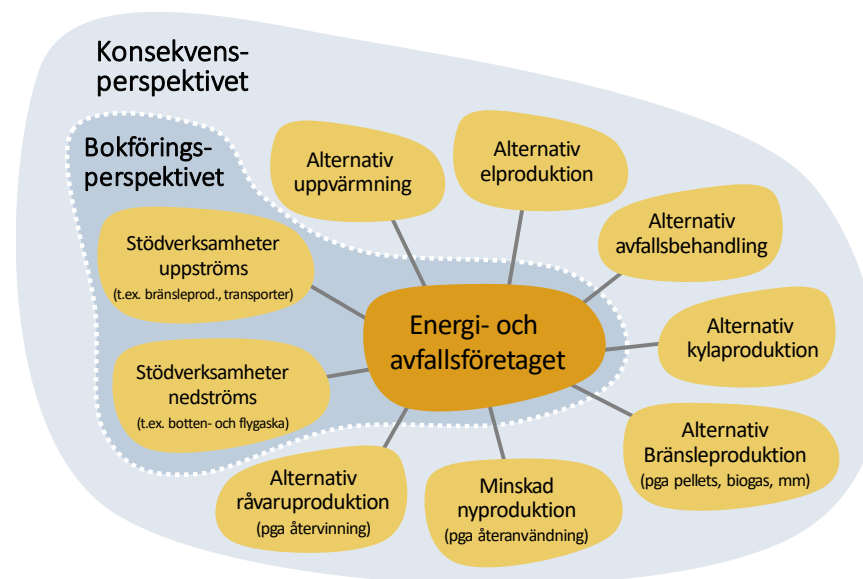 Konsekvens-
perspektivet
Bokförings-
perspektivet
Alternativ
uppvärmning
Alternativ
elproduktion
Alternativ
avfallsbehandling
Stödverksamheter
uppströms
(t.ex. bränsleprod., transporter)
Energi- och
avfallsföretaget
Alternativ
kylaproduktion
Stödverksamheter
nedströms
(t.ex. botten- och flygaska)
Alternativ
Bränsleproduktion
(pga pellets, biogas, mm)
Alternativ
råvaruproduktion
(pga återvinning)
Minskad
nyproduktion
(pga återanvändning)